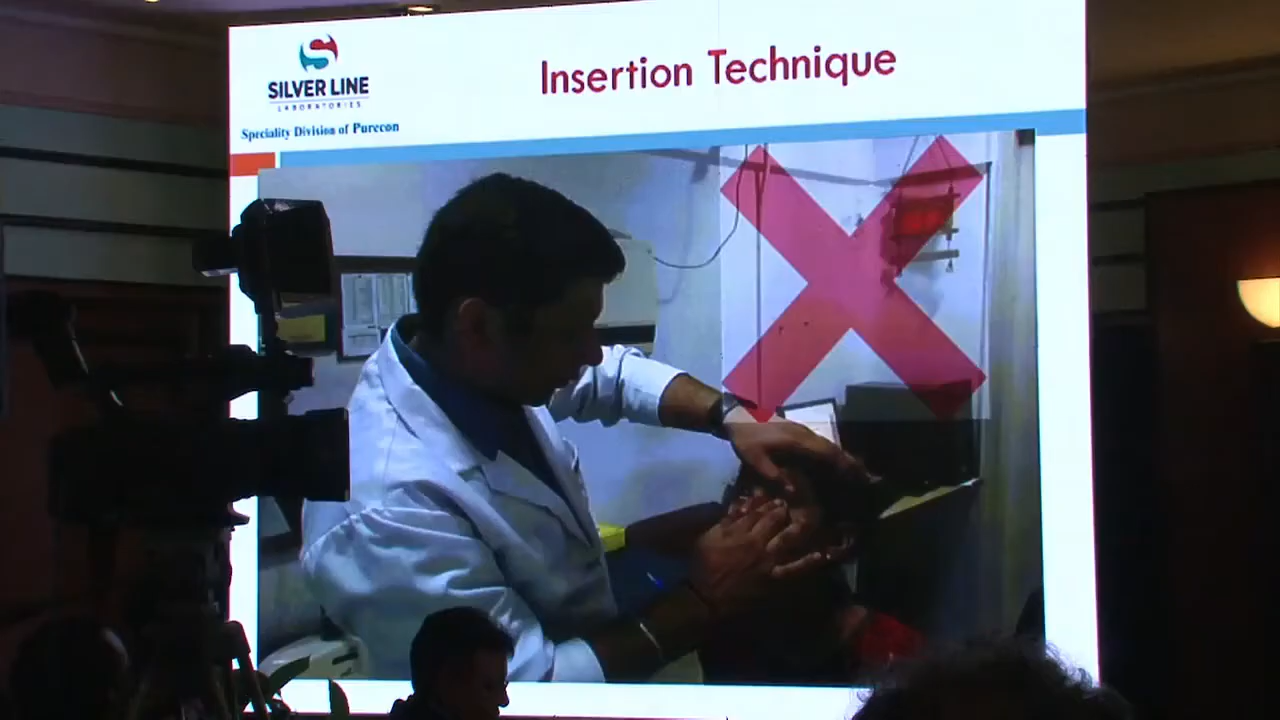 Insertion Technique
SILVER LINE
LABORATORIES
Speciality Division of Purecon